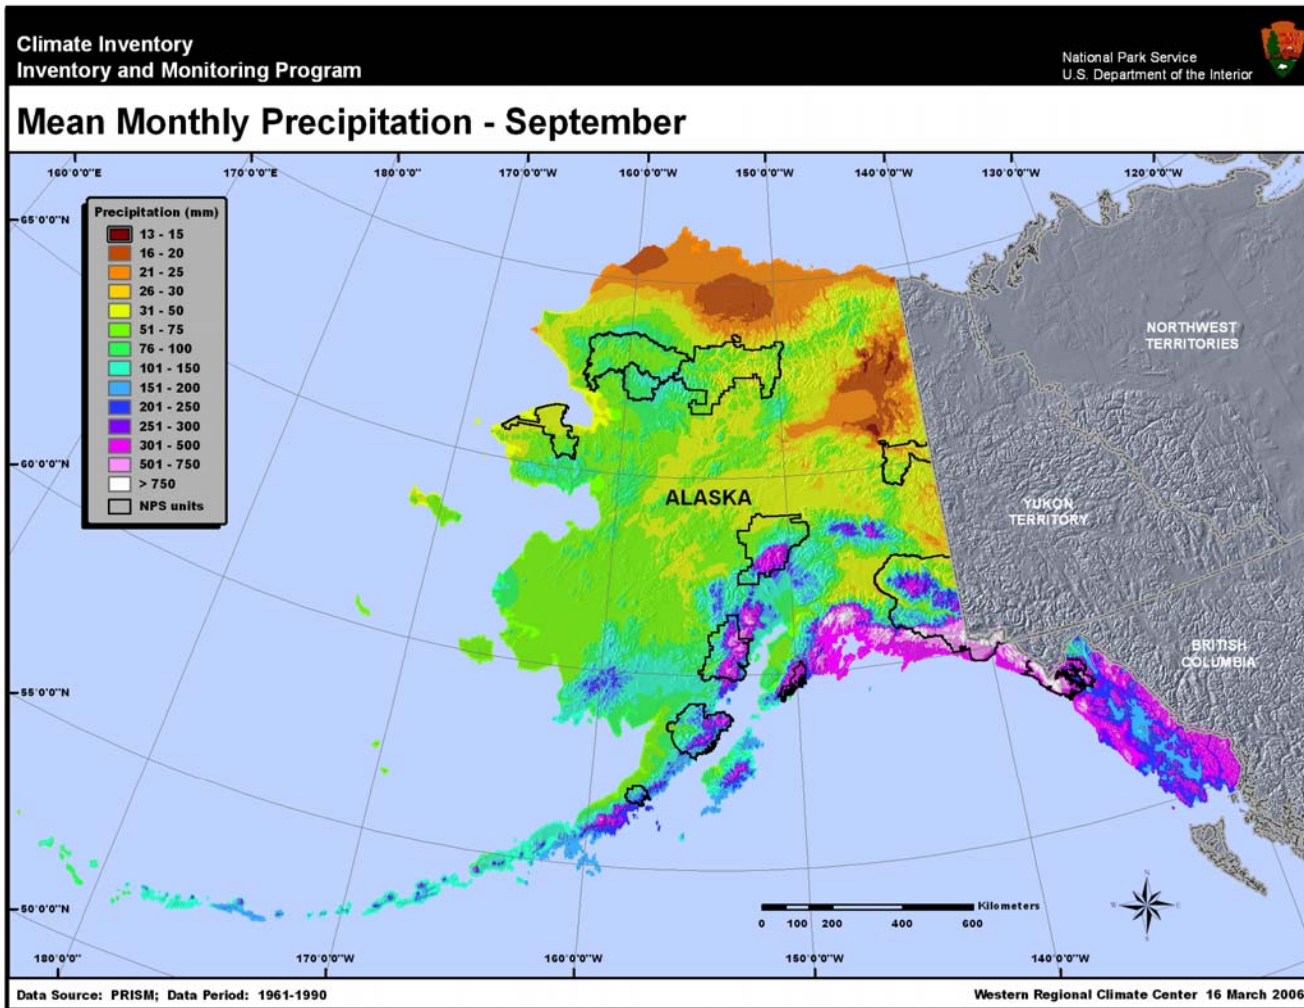 Climate Inventory
Inventory and Monitoring Program
National Park Service
U.S. Department of the Interior
Mean Monthly Precipitation - September
160°0'0"E
170°0'0"E
180°0'0"
170°0'0"W
160°0'0"W
150°0'0"W
140°0'0"W
130°0'0"W
120°0'0"W
65°0'0"N
60°0'0"N
55°0'0"N
50°0'0"N
Precipitation (mm)
13 - 15
16 - 20
21 - 25
26 - 30
31 - 50
51 - 75
76 - 100
101 - 150
151 - 200
201 - 250
251 - 300
301 - 500
501 - 750
> 750
NPS units
NORTHWEST
TERRITORIES
ALASKA
YUKON
TERRITORY
BRITISH
COLUMBIA
Kilometers
0 100 200 400 600
N
W E
S
180°0'0"
170°0'0"W
160°0'0"W
150°0'0"W
140°0'0"W
Data Source: PRISM; Data Period: 1961-1990
Western Regional Climate Center 16 March 2006